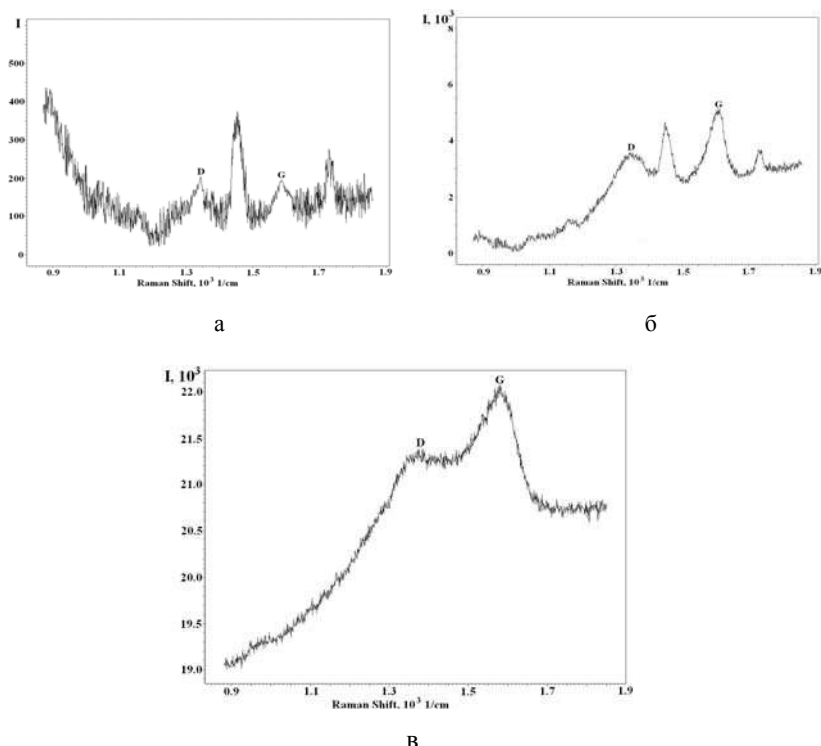 I
500
400
300
200
100
0
D
G
0.9 1.1 1.3 1.5 1.7 1.9
Raman Shift, 10³ 1/cm
а
I, 10³
8
6
4
2
0
D
G
0.9 1.1 1.3 1.5 1.7 1.9
Raman Shift, 10³ 1/cm
б
I, 10³
22.0
21.5
21.0
20.5
20.0
19.5
19.0
D
G
0.9 1.1 1.3 1.5 1.7 1.9
Raman Shift, 10³ 1/cm
в